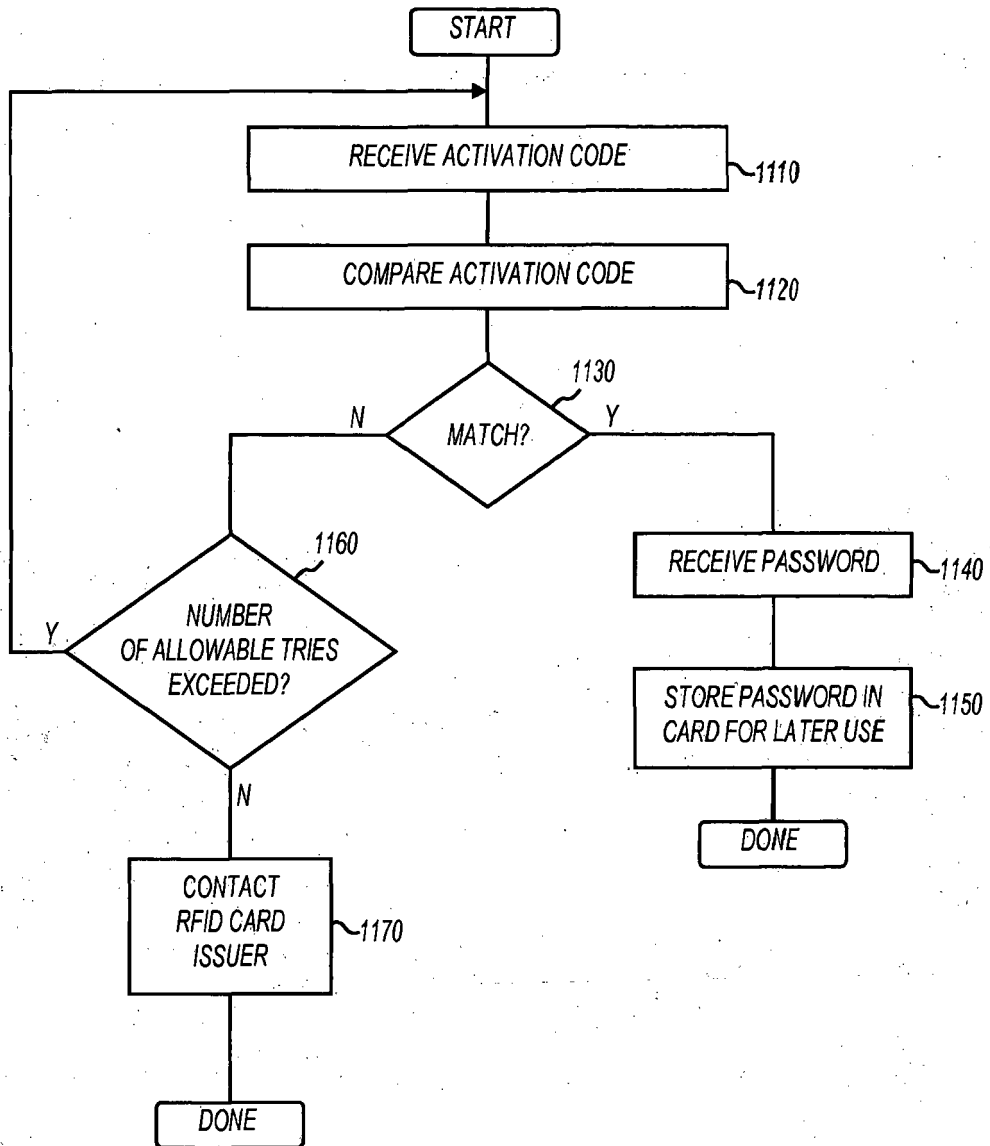 START
RECEIVE ACTIVATION CODE
1110
COMPARE ACTIVATION CODE
1120
1130
N
MATCH?
Y
1160
NUMBER
OF ALLOWABLE TRIES
EXCEEDED?
Y
N
RECEIVE PASSWORD
1140
STORE PASSWORD IN
CARD FOR LATER USE
1150
DONE
CONTACT
RFID CARD
ISSUER
1170
DONE